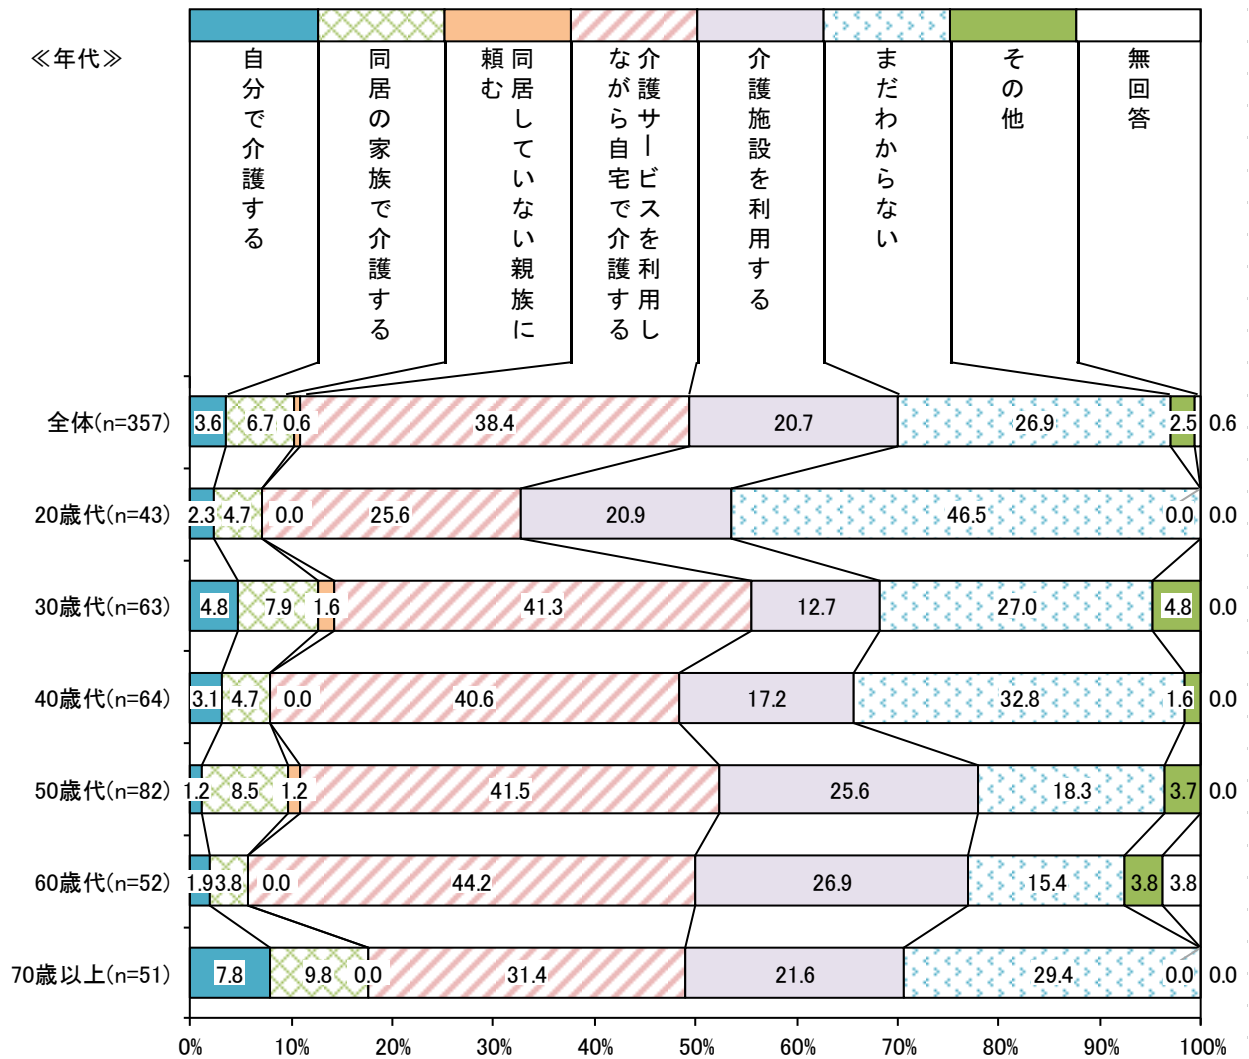 ≪年代≫
自分で介護する
同居の家族で介護する
同居していない親族に
頼む
介護サービスを利用し
ながら自宅で介護する
介護施設を利用する
まだわからない
その他
無回答
全体(n=357) 3.6 6.7 0.6 38.4 20.7 26.9 2.5 0.6
20歳代(n=43) 2.3 4.7 0.0 25.6 20.9 46.5 0.0 0.0
30歳代(n=63) 4.8 7.9 1.6 41.3 12.7 27.0 4.8 0.0
40歳代(n=64) 3.1 4.7 0.0 40.6 17.2 32.8 1.6 0.0
50歳代(n=82) 1.2 8.5 1.2 41.5 25.6 18.3 3.7 0.0
60歳代(n=52) 1.9 3.8 0.0 44.2 26.9 15.4 3.8 3.8
70歳以上(n=51) 7.8 9.8 0.0 31.4 21.6 29.4 0.0 0.0
0% 10% 20% 30% 40% 50% 60% 70% 80% 90% 100%